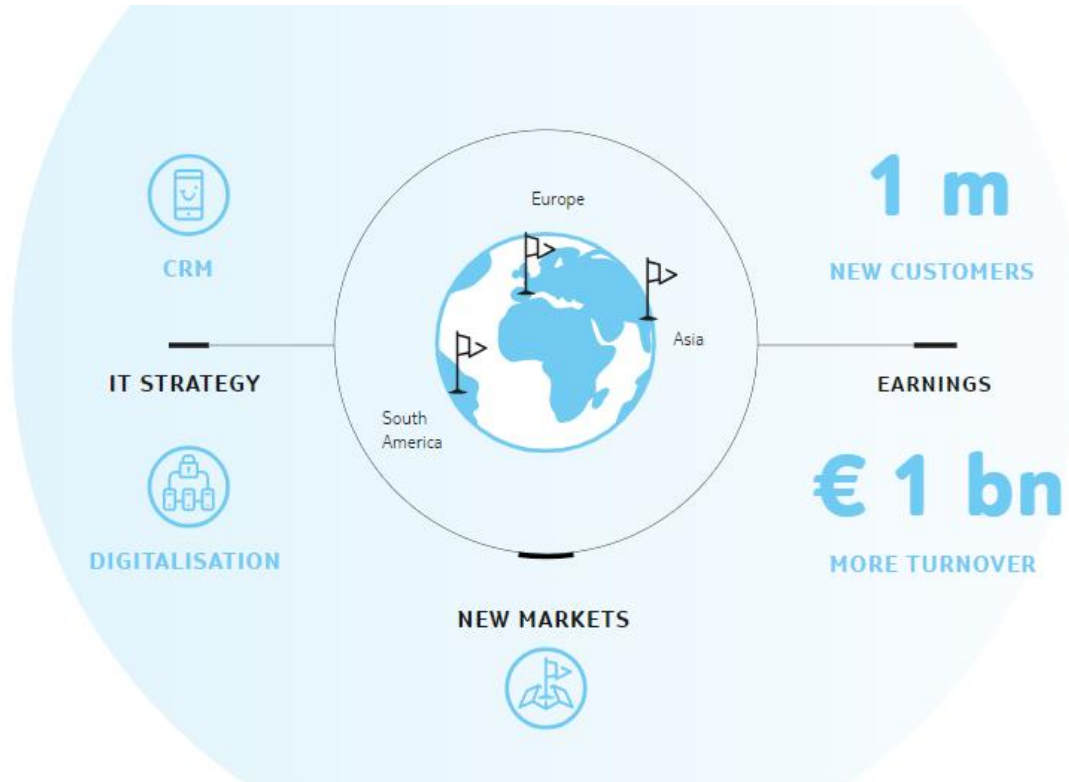 CRM
IT STRATEGY
DIGITALISATION
Europe
Asia
South
America
NEW MARKETS
1 m
NEW CUSTOMERS
EARNINGS
€ 1 bn
MORE TURNOVER